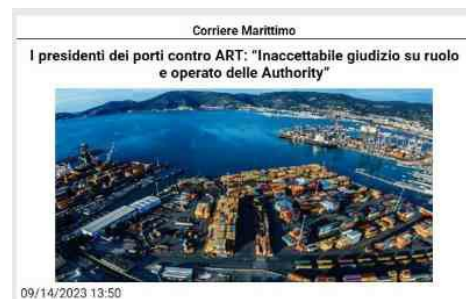 Corriere Marittimo
I presidenti dei porti contro ART: “Inaccettabile giudizio su ruolo
e operato delle Authority”
09/14/2023 13:50